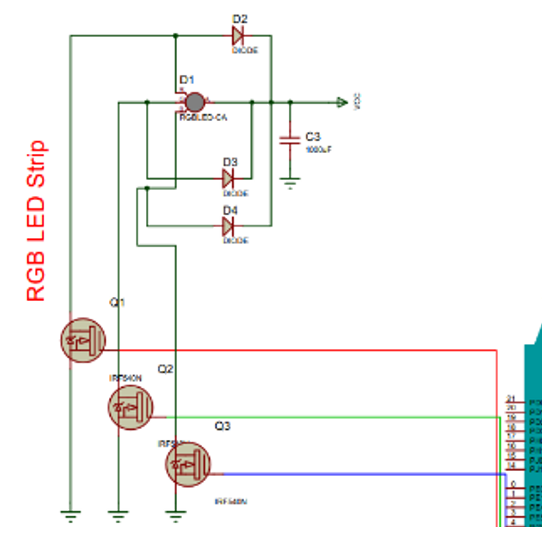 D2
DIODE
D1
RGBLED-CA
VCC
C3
1000uF
D3
DIODE
D4
DIODE
RGB LED Strip
Q1
IRF540N
Q2
Q3
IRF540N
21
20
19
18
17
16
15
14
0
1
2
3
4